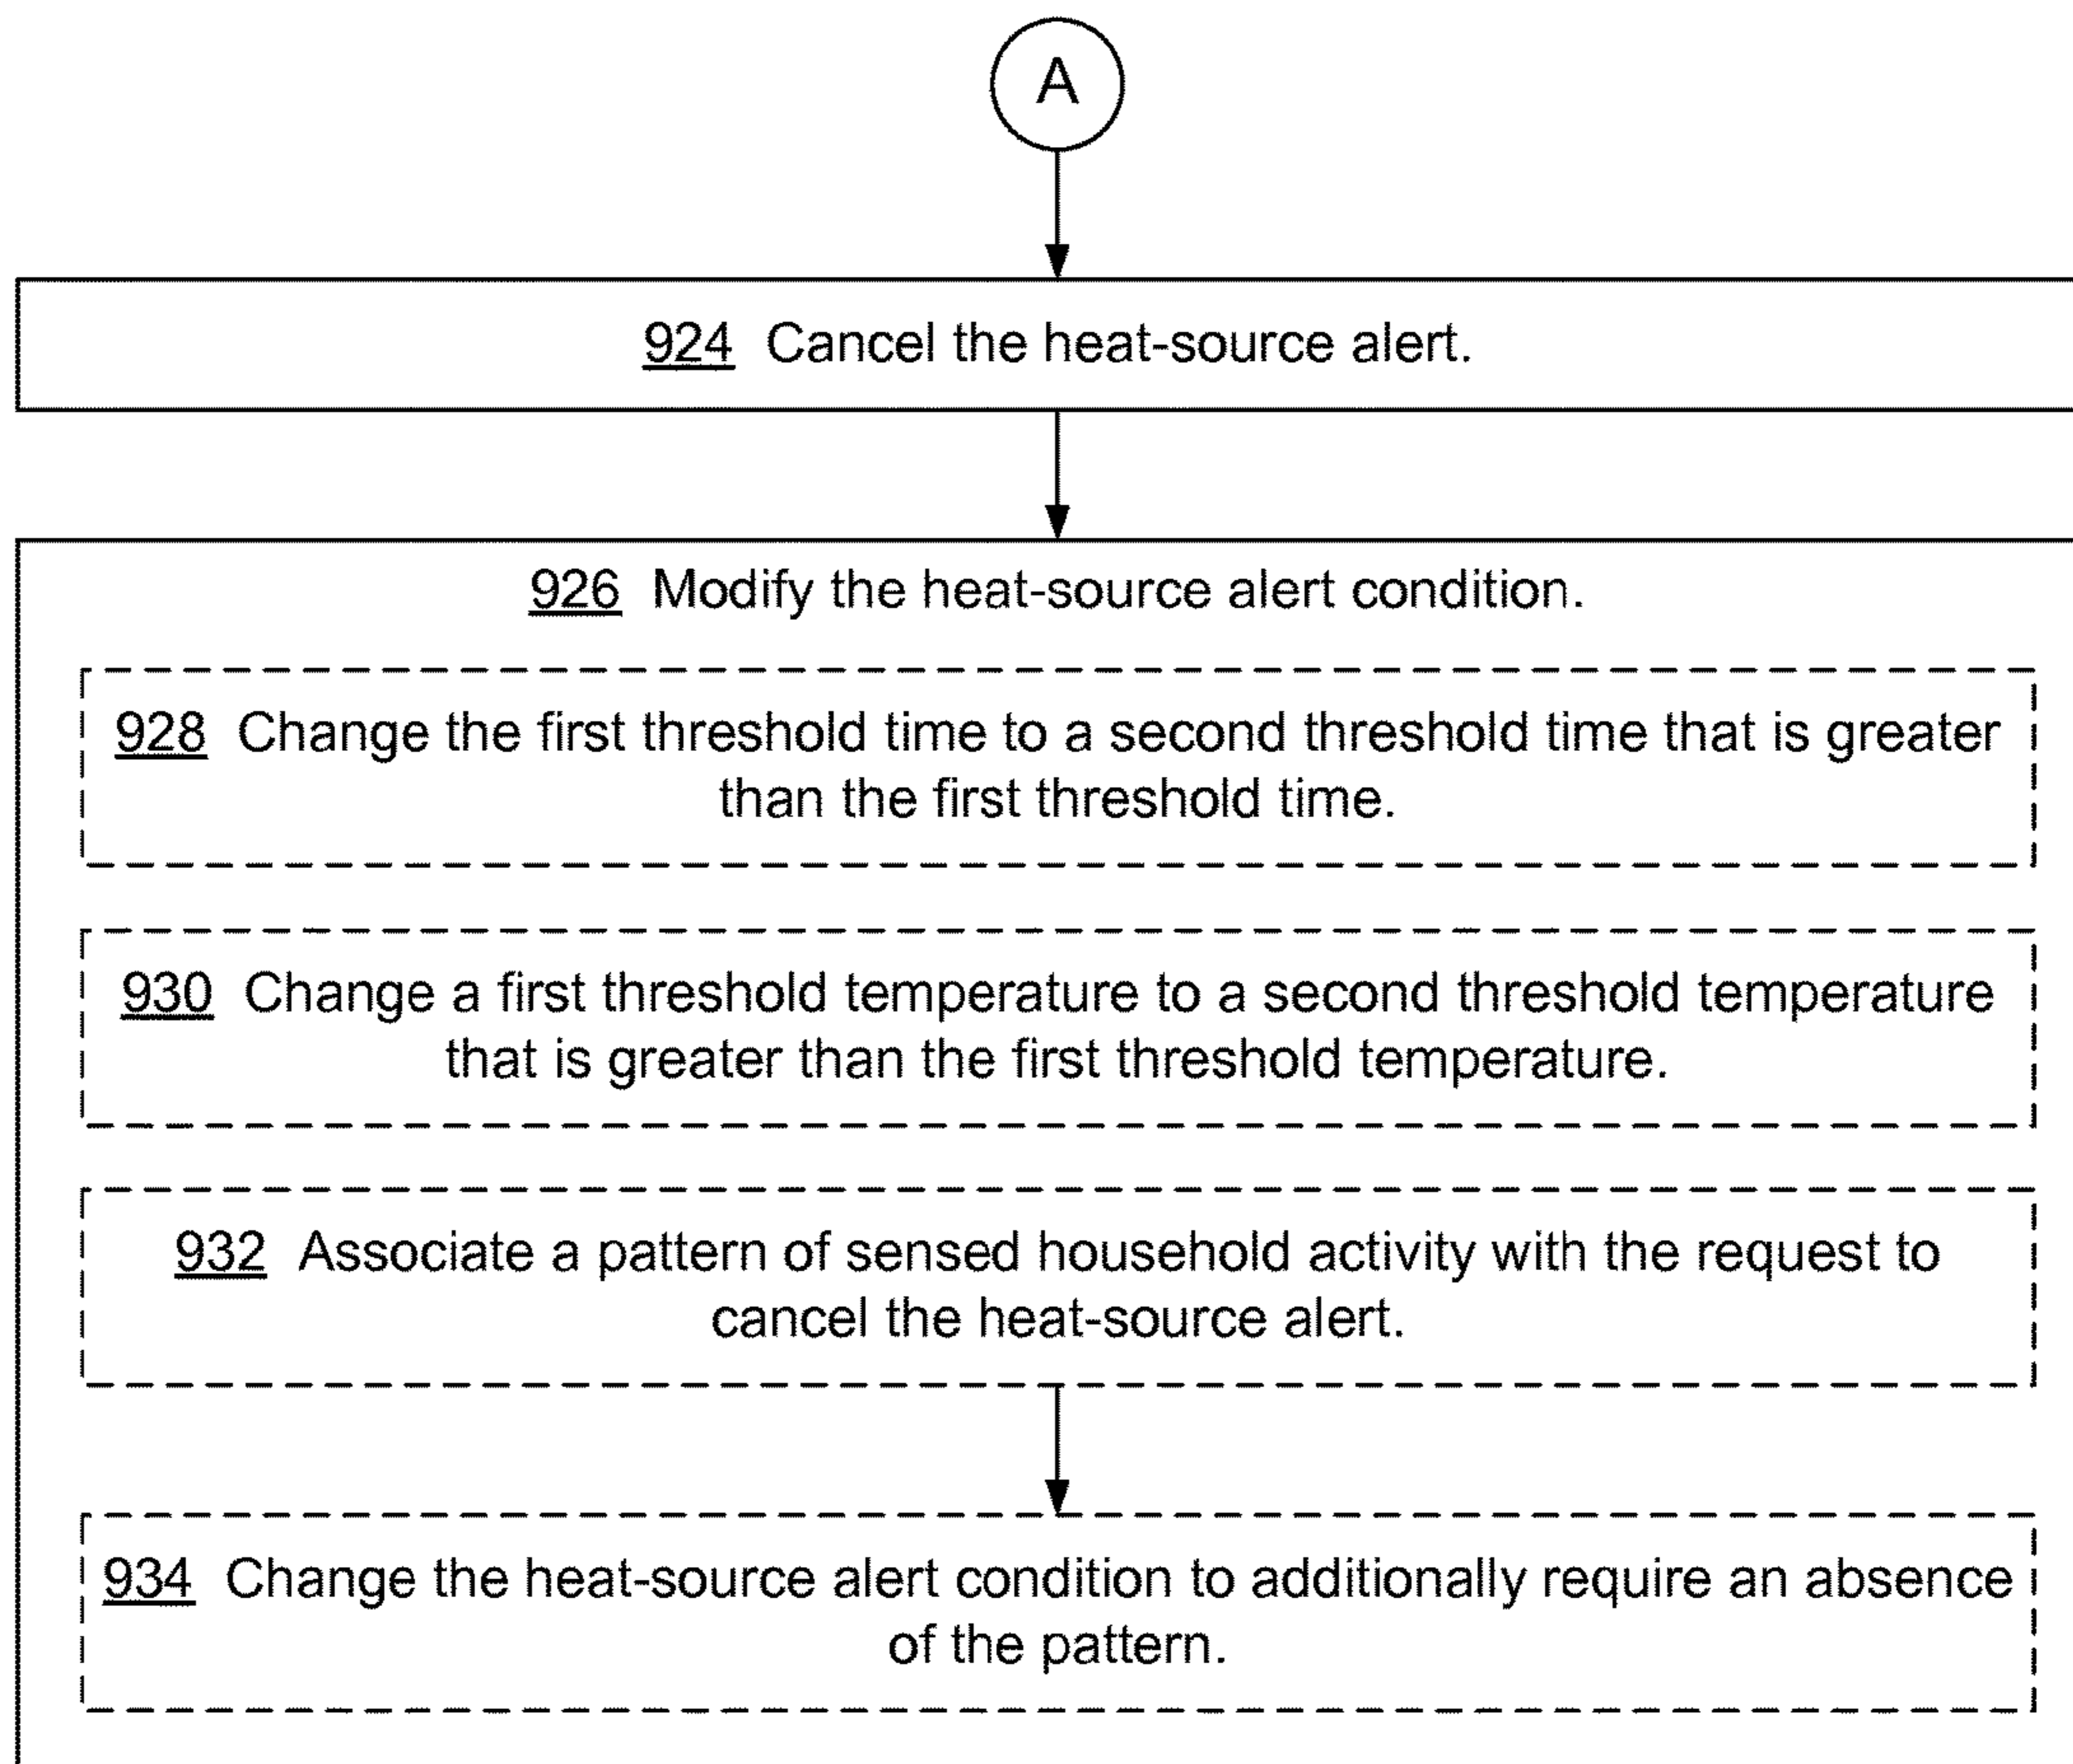 A
924 Cancel the heat-source alert.
926 Modify the heat-source alert condition.
928 Change the first threshold time to a second threshold time that is greater
than the first threshold time.
930 Change a first threshold temperature to a second threshold temperature
that is greater than the first threshold temperature.
932 Associate a pattern of sensed household activity with the request to
cancel the heat-source alert.
934 Change the heat-source alert condition to additionally require an absence
of the pattern.